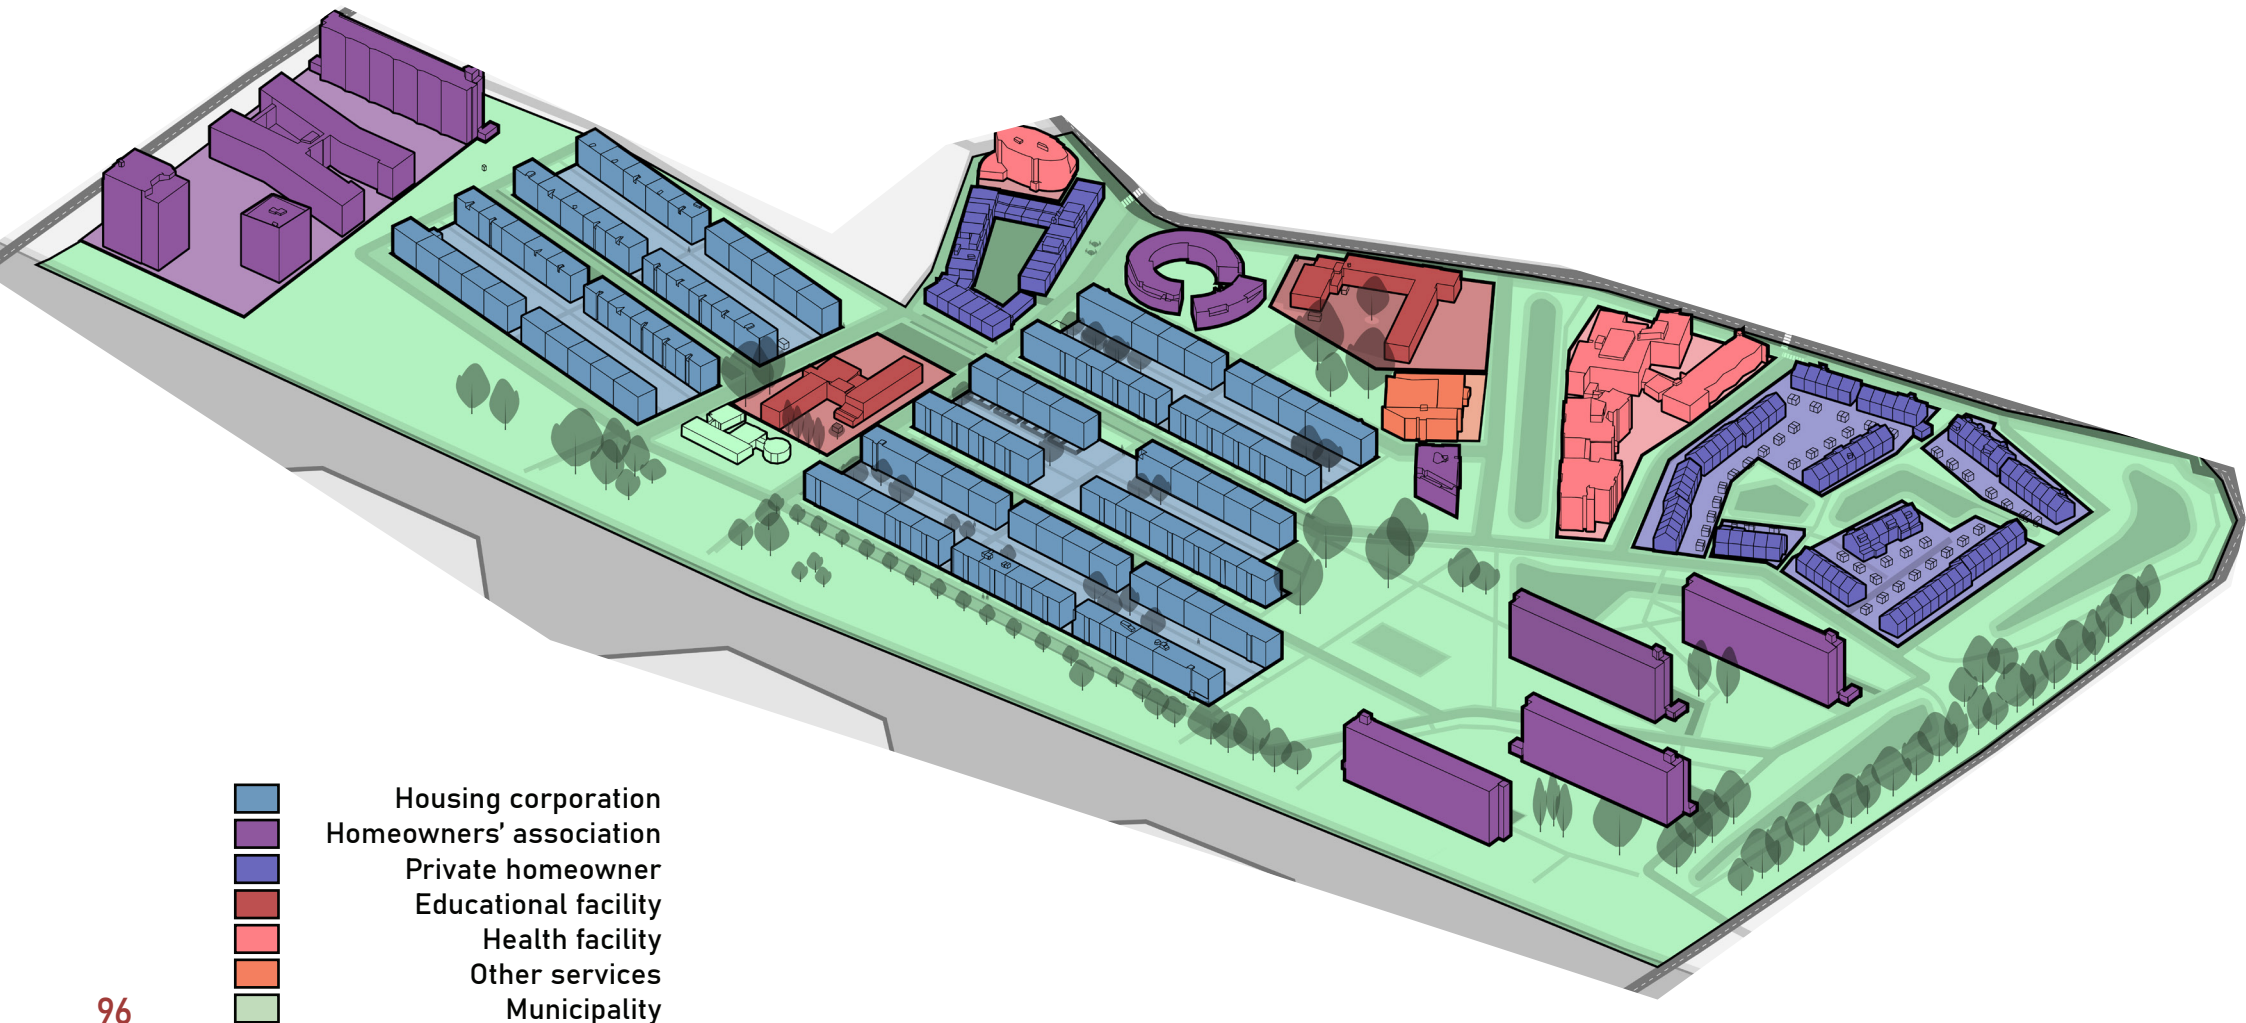 Housing corporation
Homeowners’ association
Private homeowner
Educational facility
Health facility
Other services
Municipality
96